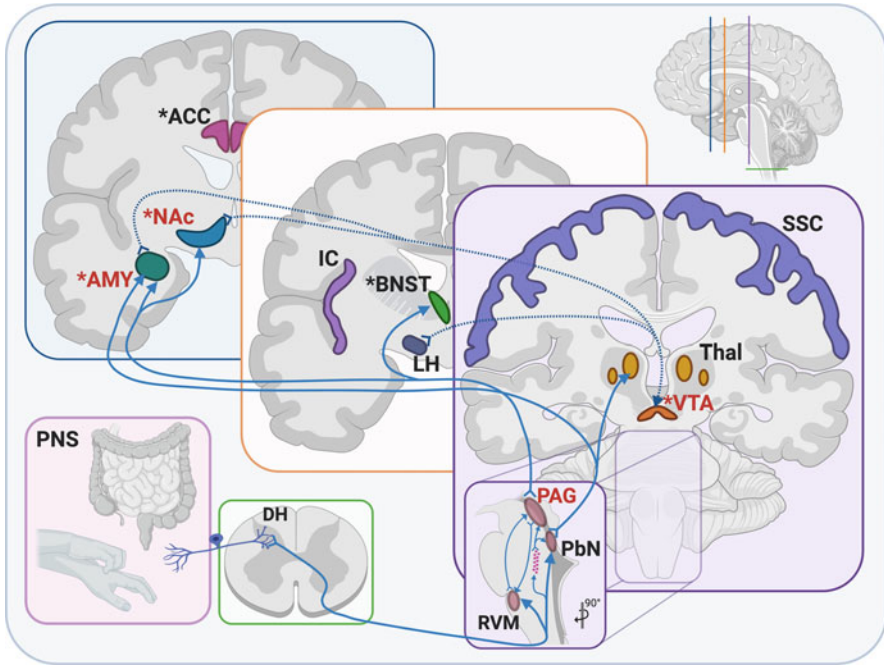 *ACC
*NAc
*AMY
IC
*BNST
LH
SSC
Thal
*VTA
PNS
DH
PAG
PbN
RVM
90°